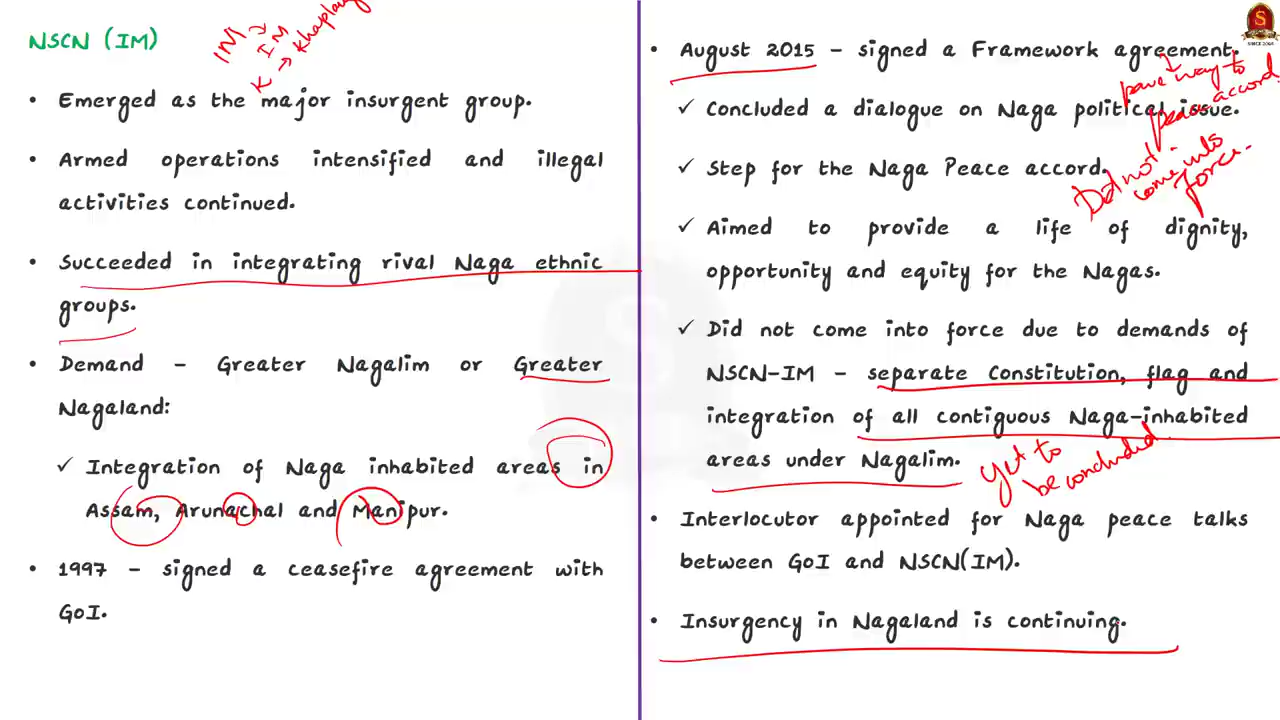 NSCN (IM)
IM
IM
K → Khaplang
• Emerged as the major insurgent group.
• Armed operations intensified and illegal
activities continued.
• Succeeded in integrating rival Naga ethnic
groups.
• Demand – Greater Nagalim or Greater
Nagaland:
✓ Integration of Naga inhabited areas in
Assam, Arunachal and Manipur.
• 1997 – signed a ceasefire agreement with
GoI.
• August 2015 – signed a Framework agreement.
pave way to
peace accord
✓ Concluded a dialogue on Naga political issue.
✓ Step for the Naga Peace accord.
Did not
come into
force.
✓ Aimed to provide a life of dignity,
opportunity and equity for the Nagas.
✓ Did not come into force due to demands of
NSCN-IM – separate Constitution, flag and
integration of all contiguous Naga-inhabited
areas under Nagalim.
yet to
be concluded.
• Interlocutor appointed for Naga peace talks
between GoI and NSCN(IM).
• Insurgency in Nagaland is continuing.
S
SINCE 2004